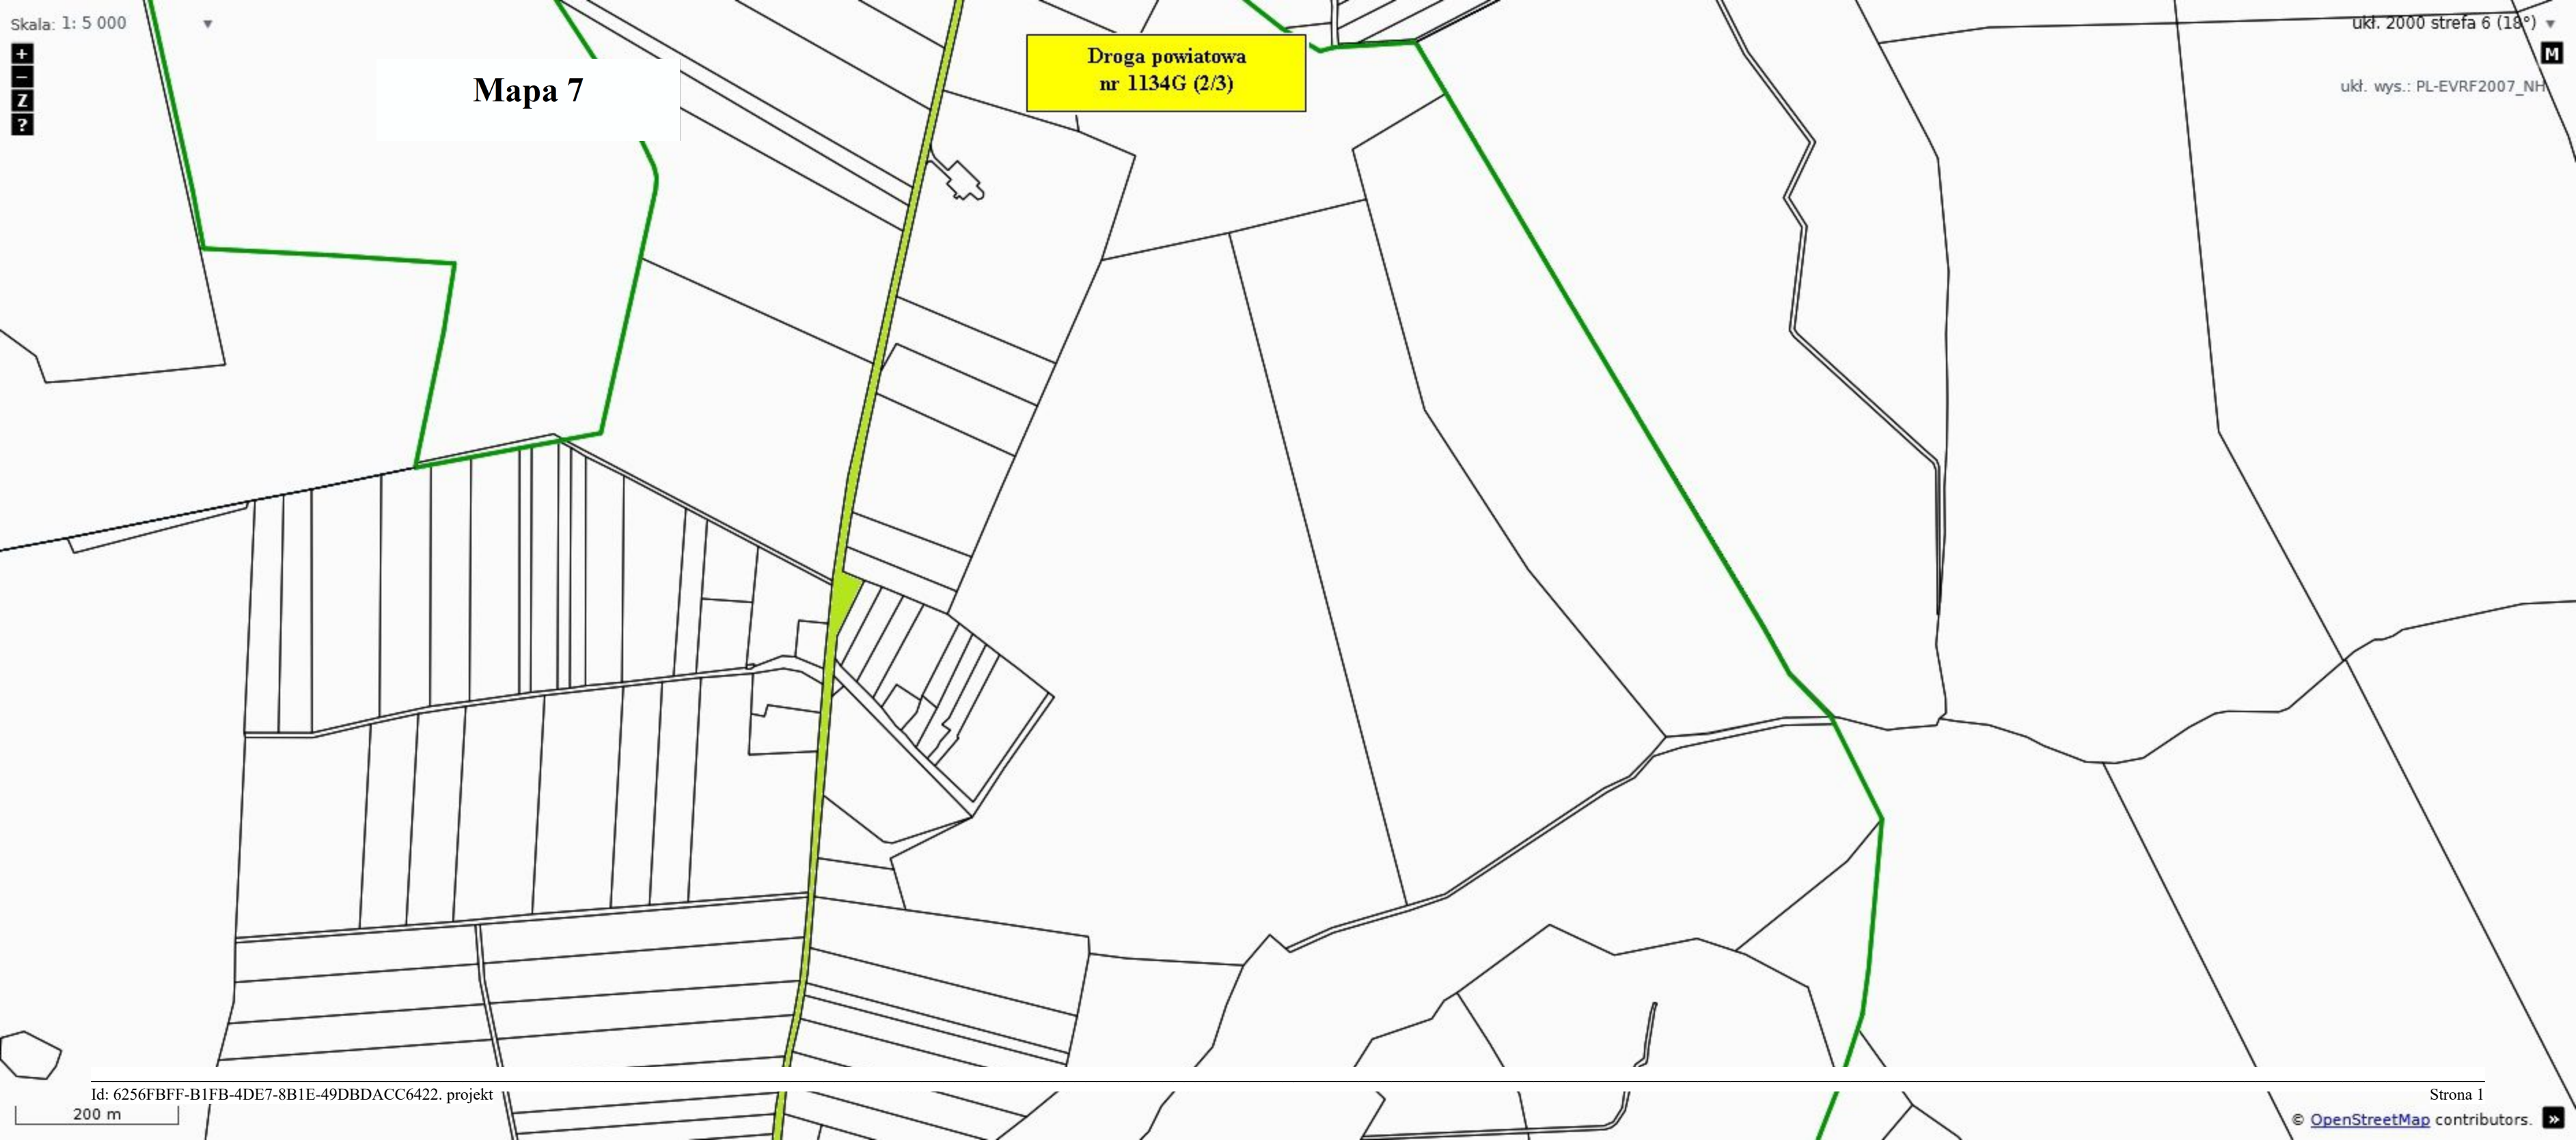 Skala: 1: 5 000 ▼
ukł. 2000 strefa 6 (18°) ▼
+
M
–
Z
?
ukł. wys.: PL-EVRF2007_NH
Mapa 7
Droga powiatowa
nr 1134G (2/3)
Id: 6256FBFF-B1FB-4DE7-8B1E-49DBDACC6422. projekt
Strona 1
200 m
© OpenStreetMap contributors. »